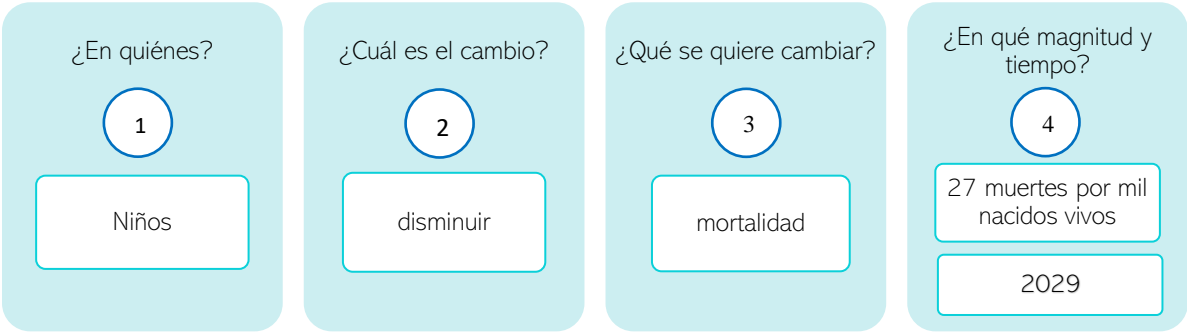 ¿En quiénes?
1
Niños
¿Cuál es el cambio?
2
disminuir
¿Qué se quiere cambiar?
3
mortalidad
¿En qué magnitud y
tiempo?
4
27 muertes por mil
nacidos vivos
2029